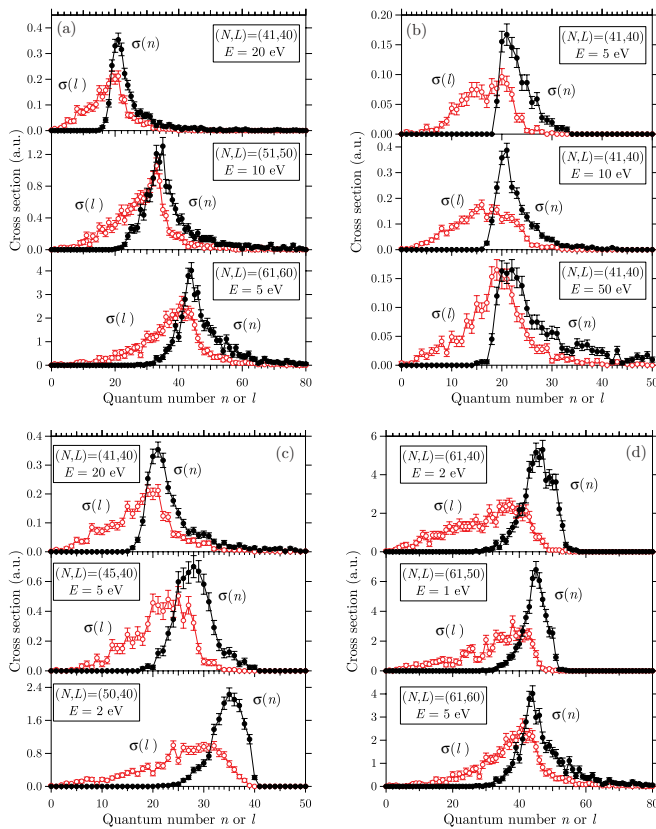 (a)
(N,L)=(41,40)
E = 20 eV
σ(n)
σ(l)
0.4
0.3
0.2
0.1
0.0
(N,L)=(51,50)
E = 10 eV
σ(l)
σ(n)
1.2
0.8
0.4
0.0
Cross section (a.u.)
(N,L)=(61,60)
E = 5 eV
σ(l)
σ(n)
4
3
2
1
0
0 20 40 60 80
Quantum number n or l
(b)
(N,L)=(41,40)
E = 5 eV
σ(l)
σ(n)
0.20
0.15
0.10
0.05
0.00
(N,L)=(41,40)
E = 10 eV
σ(l)
σ(n)
0.4
0.3
0.2
0.1
0.0
Cross section (a.u.)
(N,L)=(41,40)
E = 50 eV
σ(l)
σ(n)
0.20
0.15
0.10
0.05
0.00
0 10 20 30 40 50
Quantum number n or l
(c)
(N,L)=(41,40)
E = 20 eV
σ(l)
σ(n)
0.4
0.3
0.2
0.1
0.0
(N,L)=(45,40)
E = 5 eV
σ(l)
σ(n)
0.6
0.4
0.2
0.0
Cross section (a.u.)
(N,L)=(50,40)
E = 2 eV
σ(l)
σ(n)
2.4
1.8
1.2
0.6
0.0
0 10 20 30 40 50
Quantum number n or l
(d)
(N,L)=(61,40)
E = 2 eV
σ(l)
σ(n)
6
4
2
0
(N,L)=(61,50)
E = 1 eV
σ(l)
σ(n)
6
4
2
0
Cross section (a.u.)
(N,L)=(61,60)
E = 5 eV
σ(l)
σ(n)
4
3
2
1
0
0 20 40 60 80
Quantum number n or l